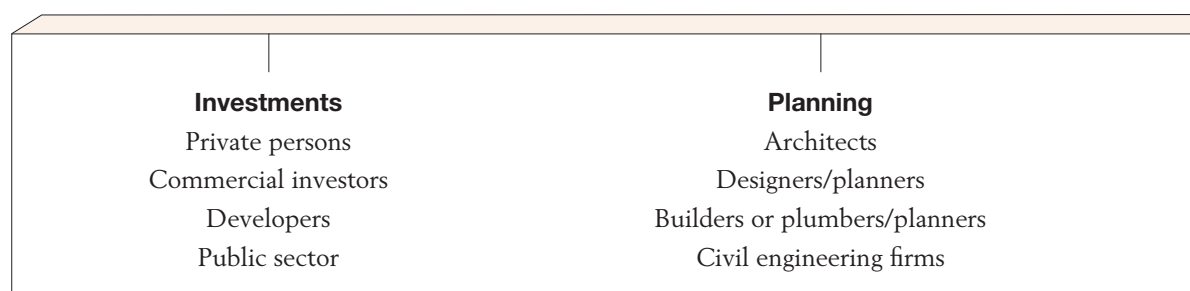 Investments
Private persons
Commercial investors
Developers
Public sector
Planning
Architects
Designers/planners
Builders or plumbers/planners
Civil engineering firms